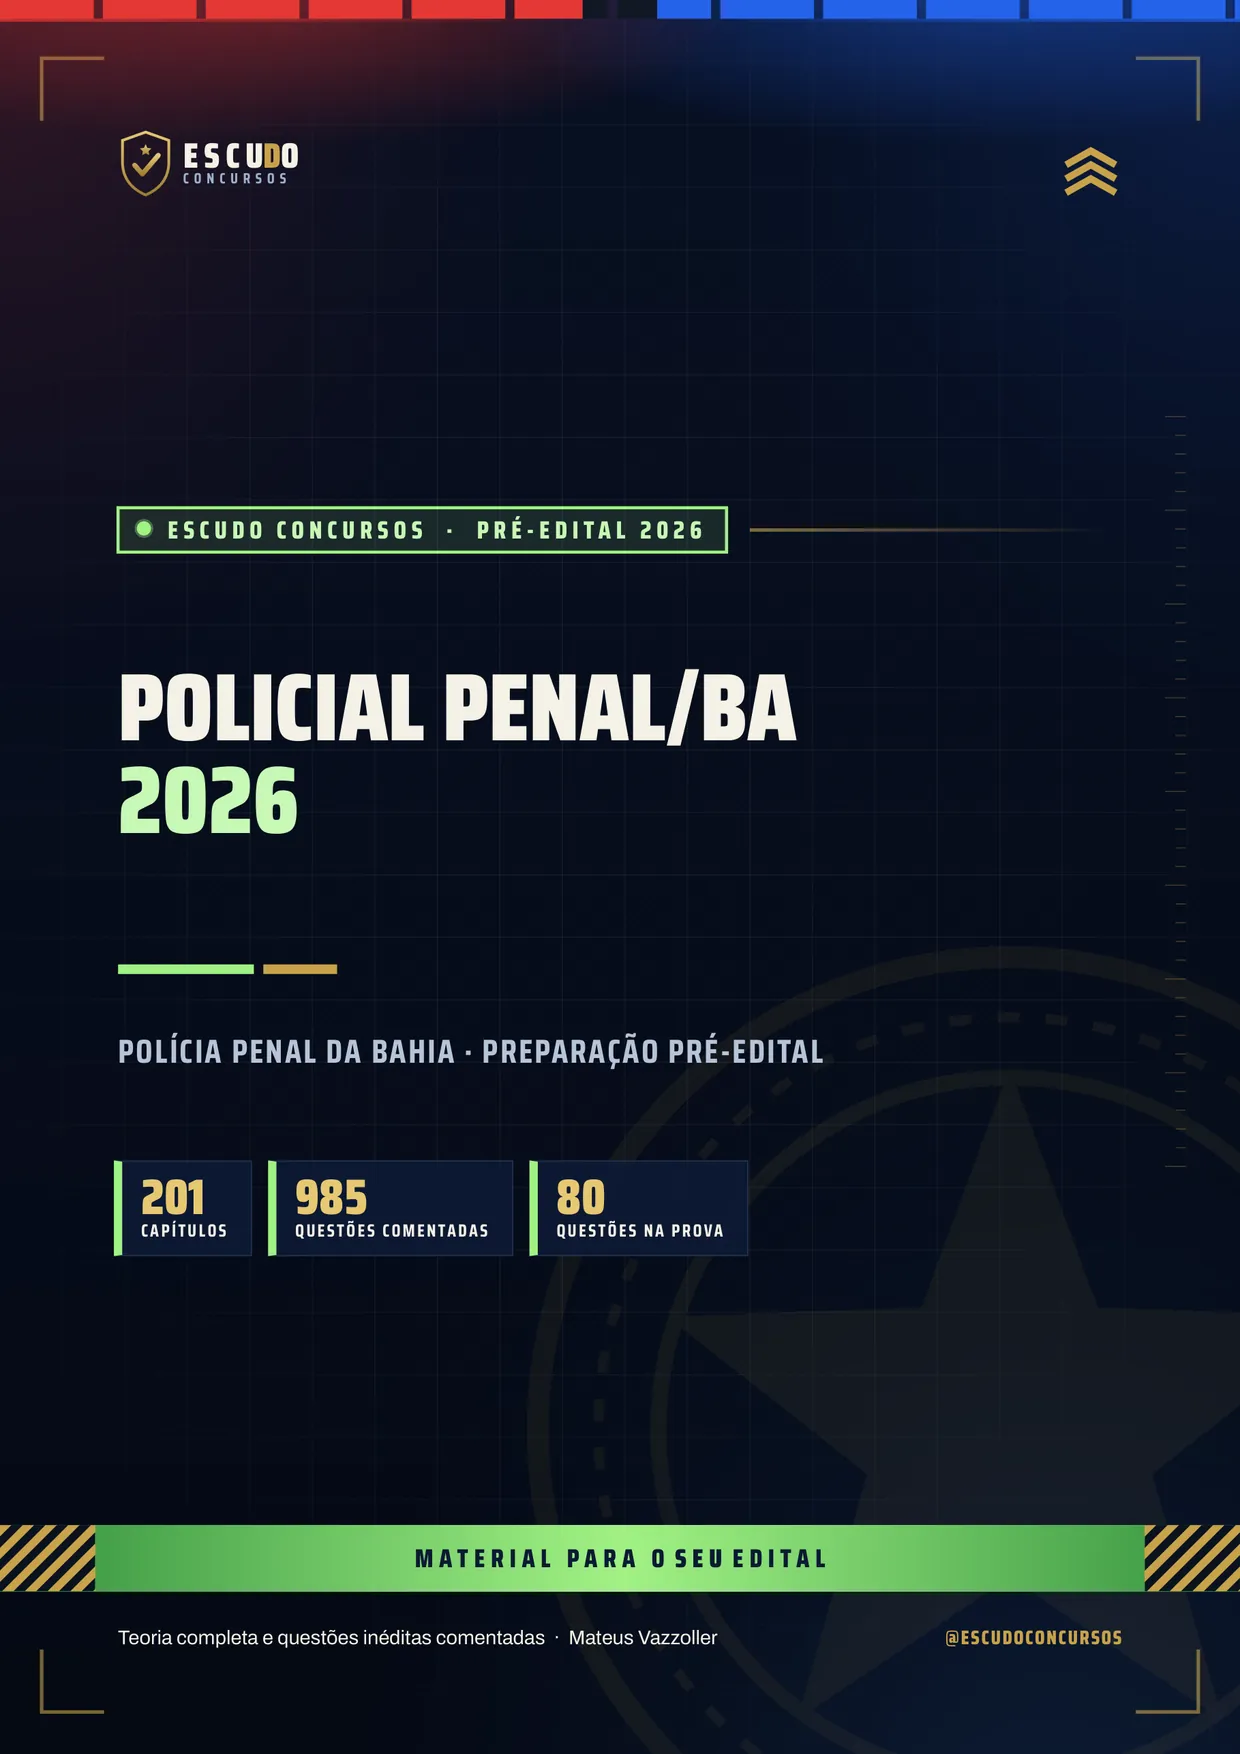 ESCUDO
CONCURSOS
ESCUDO CONCURSOS · PRÉ-EDITAL 2026
POLICIAL PENAL/BA
2026
POLÍCIA PENAL DA BAHIA · PREPARAÇÃO PRÉ-EDITAL
201
CAPÍTULOS
985
QUESTÕES COMENTADAS
80
QUESTÕES NA PROVA
MATERIAL PARA O SEU EDITAL
Teoria completa e questões inéditas comentadas · Mateus Vazzoller
@ESCUDOCONCURSOS